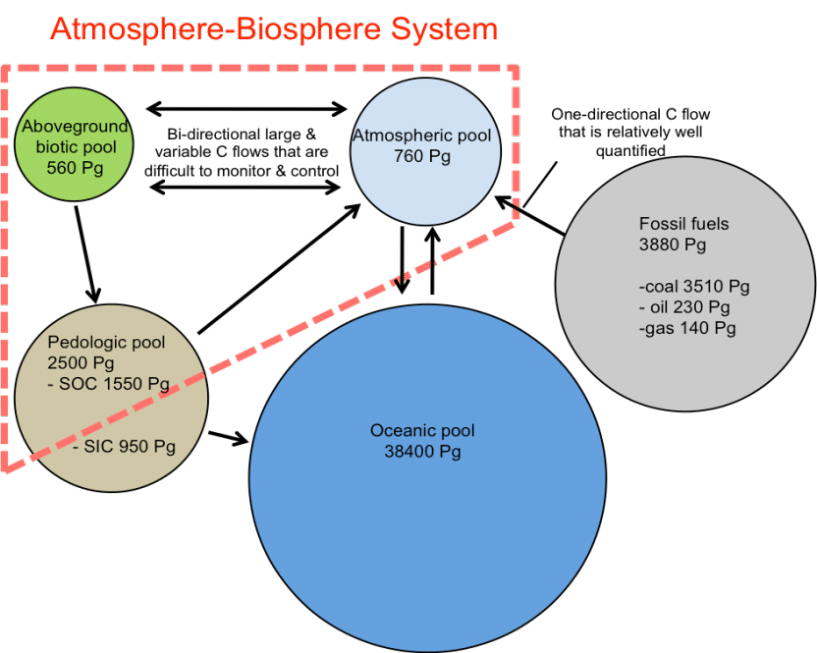 Atmosphere-Biosphere System
Aboveground
biotic pool
560 Pg
Bi-directional large &
variable C flows that are
difficult to monitor & control
Atmospheric pool
760 Pg
One-directional C flow
that is relatively well
quantified
Fossil fuels
3880 Pg
-coal 3510 Pg
- oil 230 Pg
-gas 140 Pg
Pedologic pool
2500 Pg
- SOC 1550 Pg
- SIC 950 Pg
Oceanic pool
38400 Pg